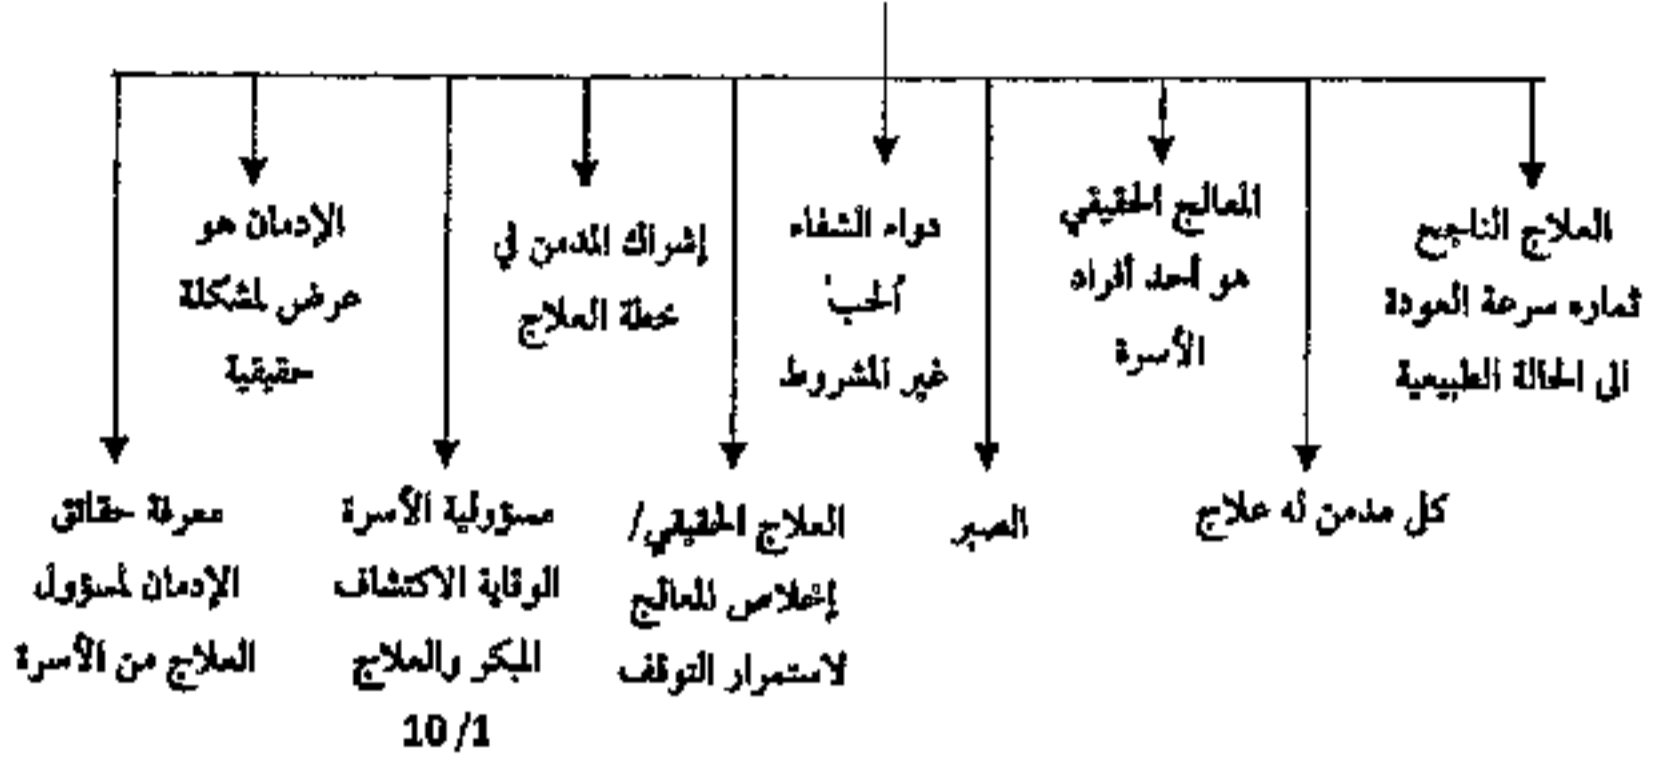 العلاج الناجح
ثماره سرعة العودة
الى الحالة الطبيعية
كل مدمن له علاج
المعالج الحقيقي
هو أحد أفراد
الأسرة
الصبر
دواء الشفاء
"الحب"
غير المشروط
العلاج الحقيقي/
إخلاص المعالج
لاستمرار التوقف
إشراك المدمن في
خطة العلاج
مسؤولية الأسرة
الوقاية الاكتشاف
المبكر والعلاج
10/1
الإدمان هو
عرض لمشكلة
حقيقية
معرفة حقائق
الإدمان لمسؤول
العلاج من الأسرة